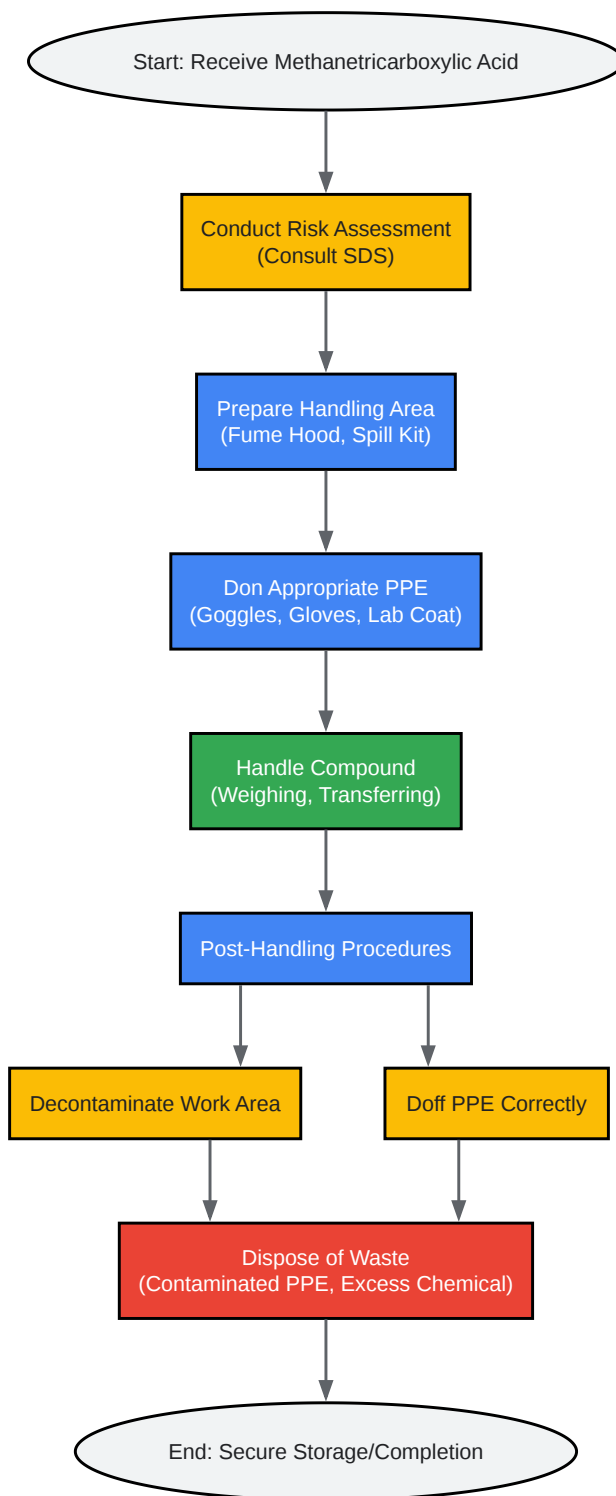 Start: Receive Methanetricarboxylic Acid
Conduct Risk Assessment
(Consult SDS)
Prepare Handling Area
(Fume Hood, Spill Kit)
Don Appropriate PPE
(Goggles, Gloves, Lab Coat)
Handle Compound
(Weighing, Transferring)
Post-Handling Procedures
Decontaminate Work Area
Doff PPE Correctly
Dispose of Waste
(Contaminated PPE, Excess Chemical)
End: Secure Storage/Completion